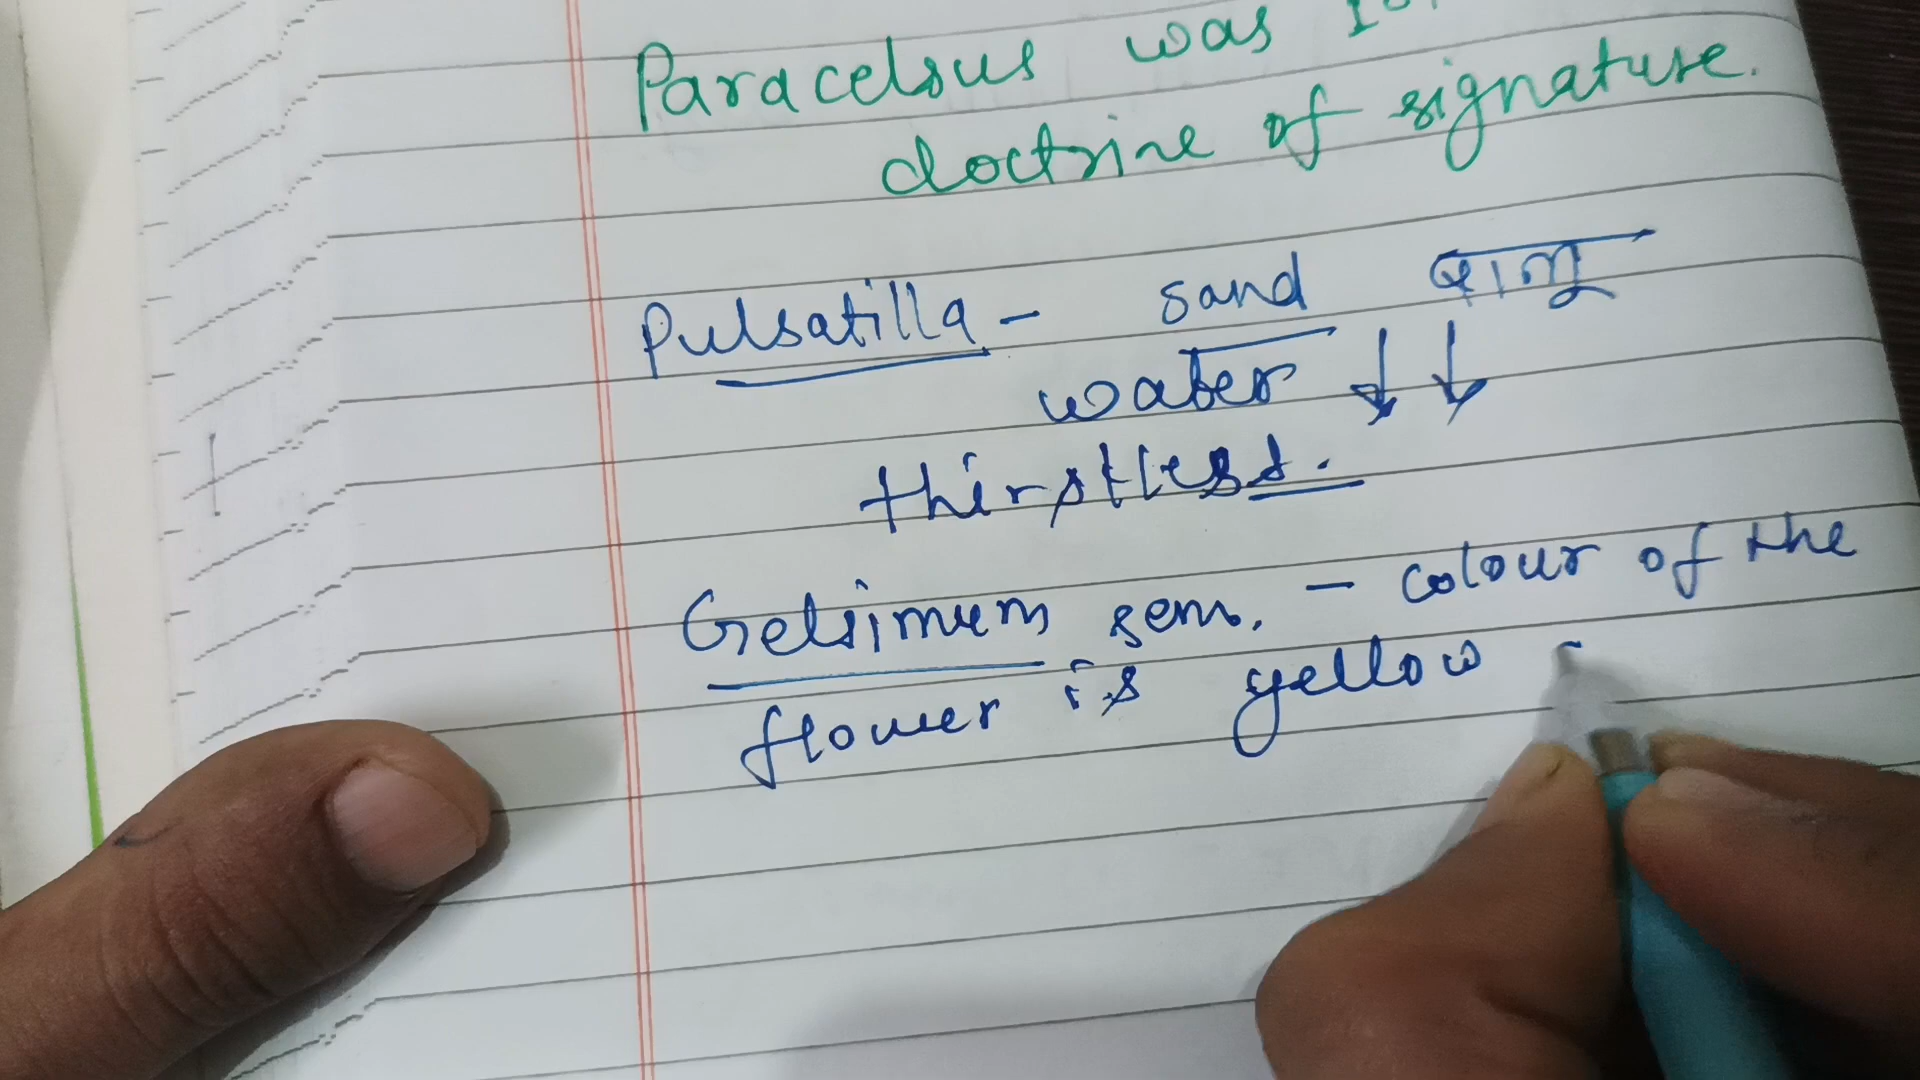 Paracelsus was
doctrine of signature.
Pulsatilla - sand বালু
water ↓ ↓
thirstless.
Gelsimum sem. - colour of the
flower is yellow